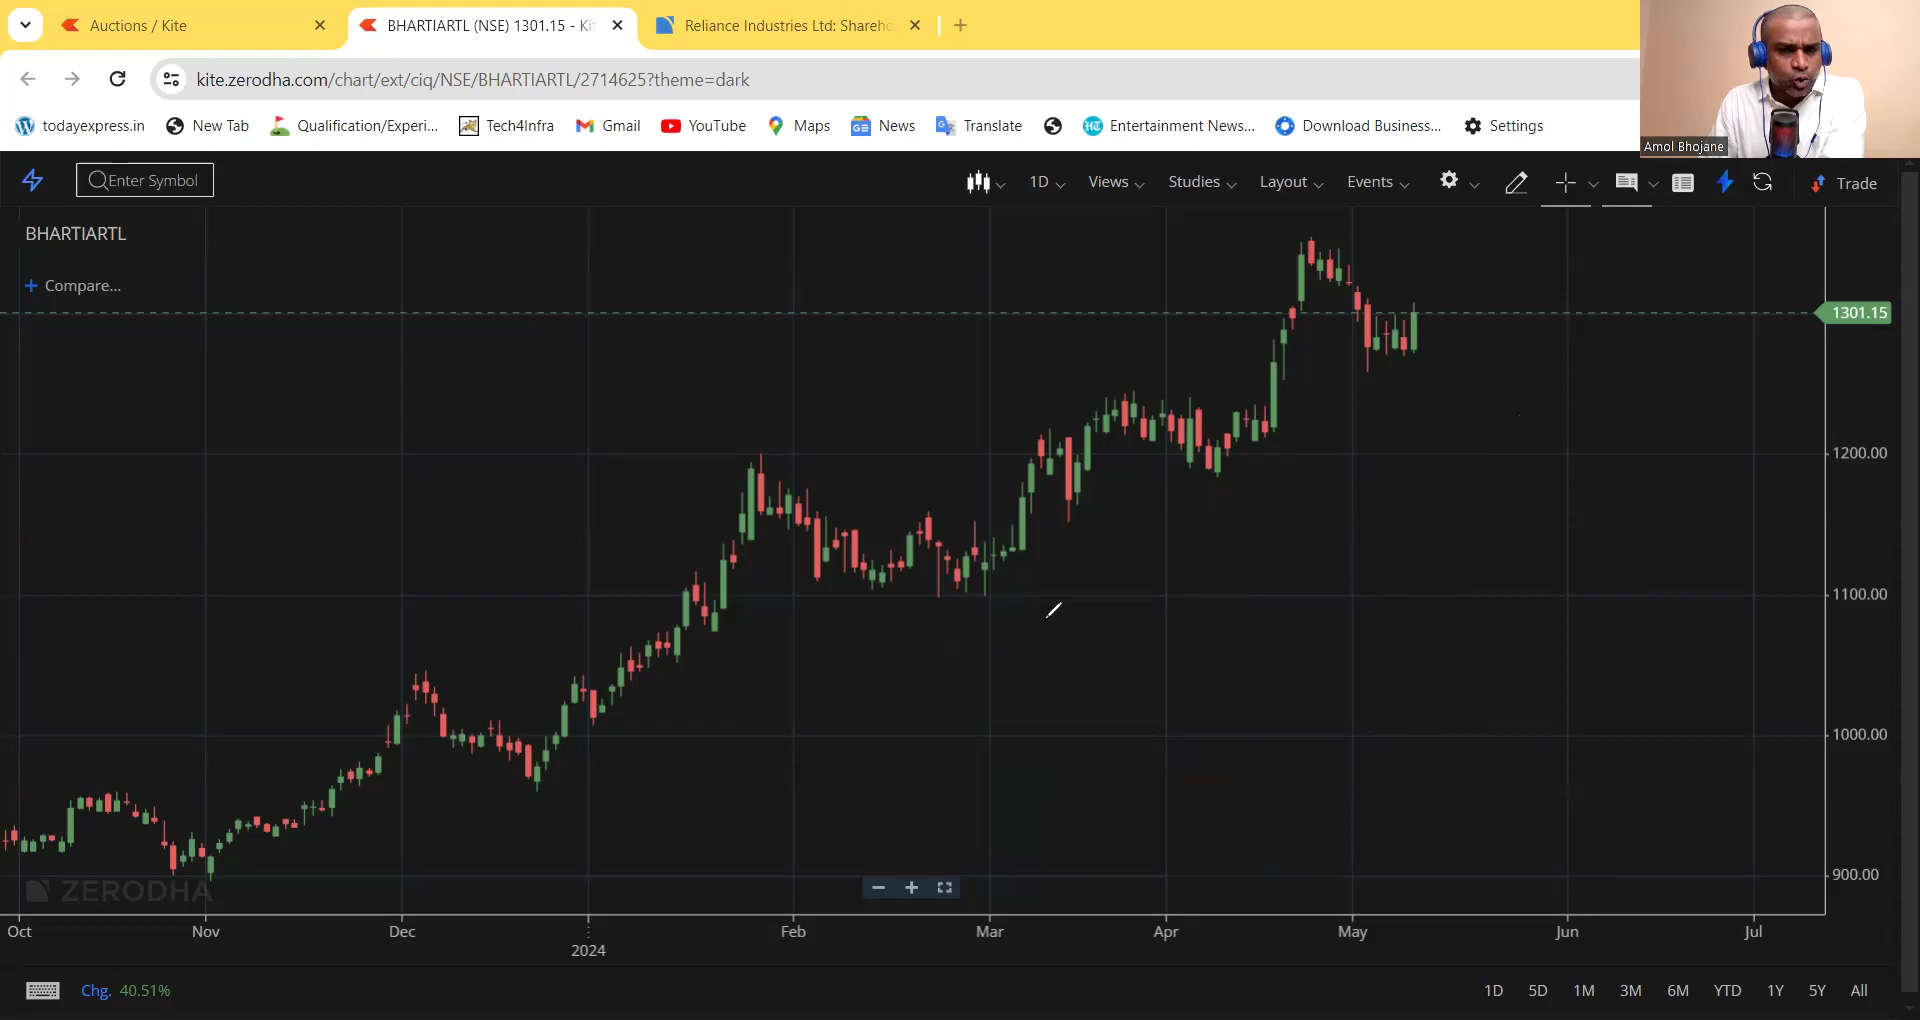 Auctions / Kite
BHARTIARTL (NSE) 1301.15 - Kit
Reliance Industries Ltd: Shareho
kite.zerodha.com/chart/ext/ciq/NSE/BHARTIARTL/2714625?theme=dark
todayexpress.in New Tab Qualification/Experi... Tech4Infra Gmail YouTube Maps News Translate Entertainment News... Download Business... Settings
Amol Bhojane
Enter Symbol 1D Views Studies Layout Events Trade
BHARTIARTL
+ Compare...
1301.15
1200.00
1100.00
1000.00
900.00
ZERODHA
Oct Nov Dec Feb Mar Apr May Jun Jul
2024
Chg. 40.51% 1D 5D 1M 3M 6M YTD 1Y 5Y All